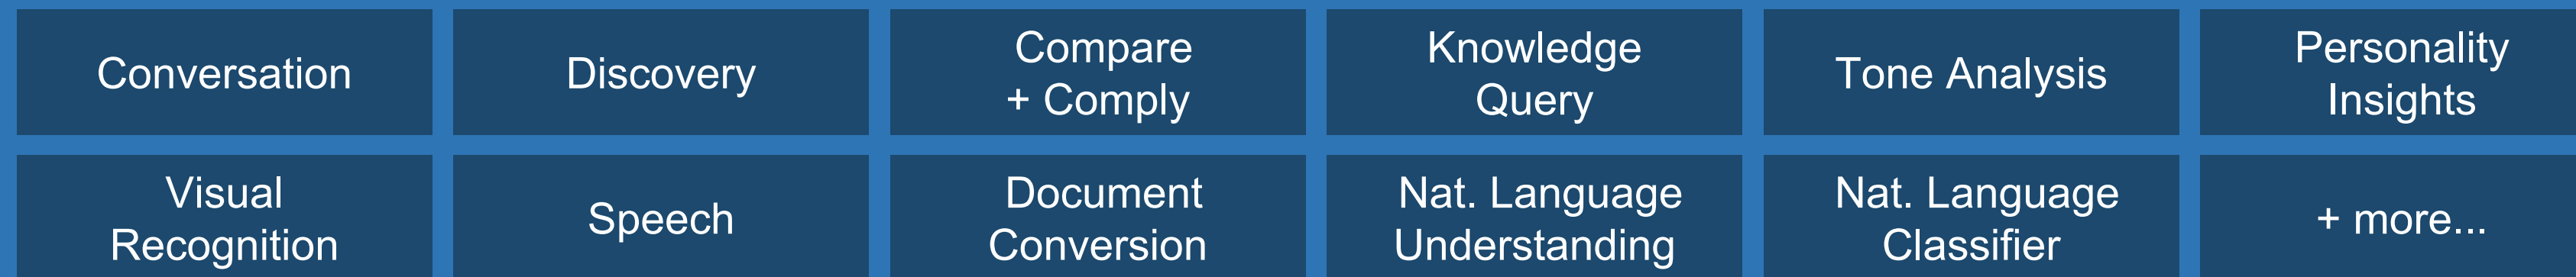 Conversation
Discovery
Compare
+ Comply
Knowledge
Query
Tone Analysis
Personality
Insights
Visual
Recognition
Speech
Document
Conversion
Nat. Language
Understanding
Nat. Language
Classifier
+ more...